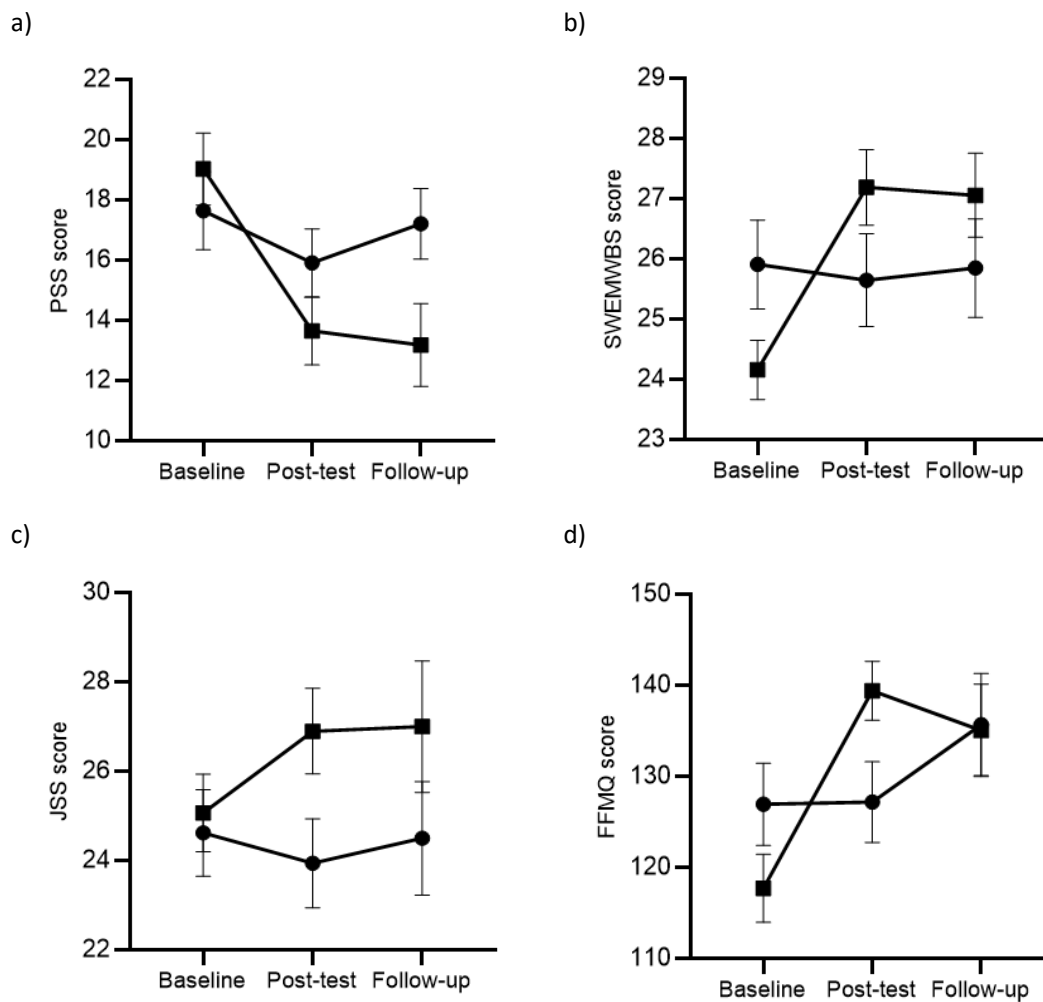 a)
PSS score
22
20
18
16
14
12
10
Baseline Post-test Follow-up
b)
SWEMWBS score
29
28
27
26
25
24
23
Baseline Post-test Follow-up
c)
JSS score
30
28
26
24
22
Baseline Post-test Follow-up
d)
FFMQ score
150
140
130
120
110
Baseline Post-test Follow-up